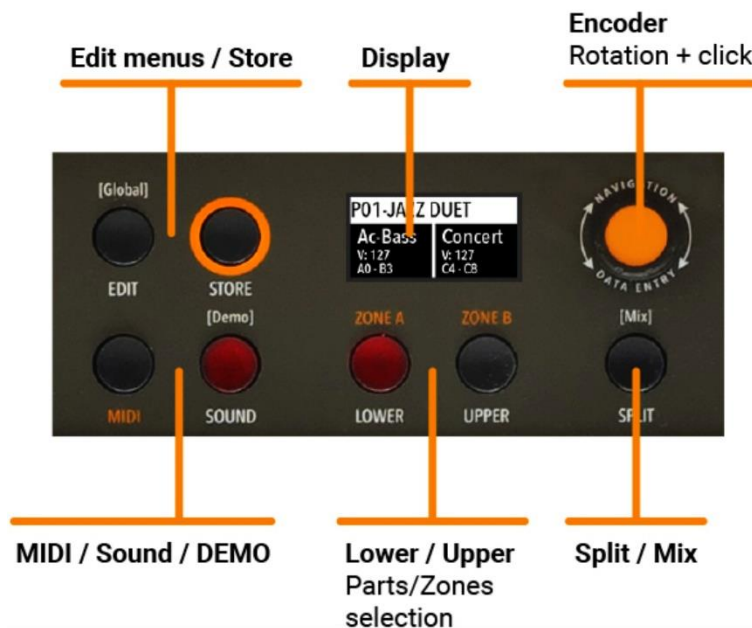 Edit menus / Store
Display
Encoder
Rotation + click
[Global]
NAVIGATION
P01-JAZZ DUET
Ac-Bass
Concert
V: 127
V: 127
A0 - B3
C4 - C8
DATA ENTRY
EDIT
STORE
[Demo]
ZONE A
ZONE B
[Mix]
MIDI
SOUND
LOWER
UPPER
SPLIT
MIDI / Sound / DEMO
Lower / Upper
Parts/Zones
selection
Split / Mix